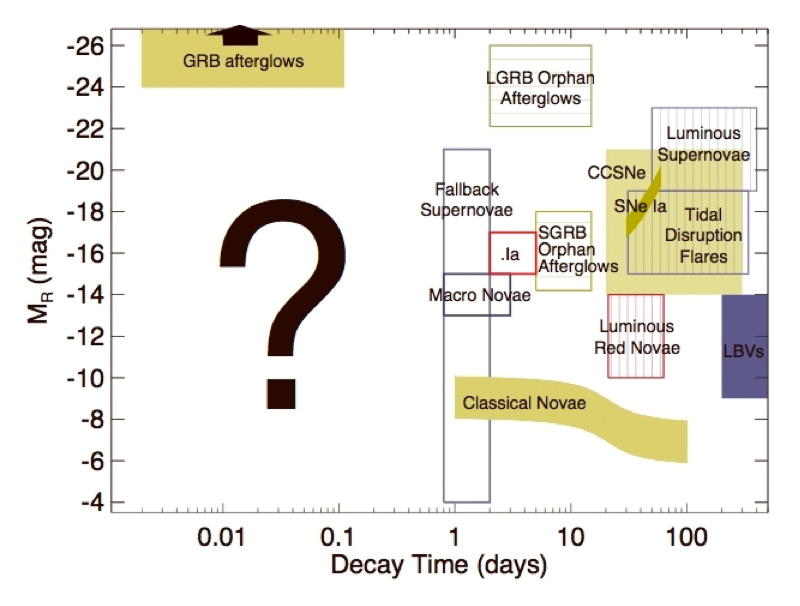 -26
-24
-22
-20
-18
-16
-14
-12
-10
-8
-6
-4
M_R (mag)
GRB afterglows
?
LGRB Orphan
Afterglows
Luminous
Supernovae
CCSNe
SNe Ia
Tidal
Disruption
Flares
Fallback
Supernovae
.Ia
SGRB
Orphan
Afterglows
Macro Novae
Luminous
Red Novae
LBVs
Classical Novae
0.01
0.1
1
10
100
Decay Time (days)